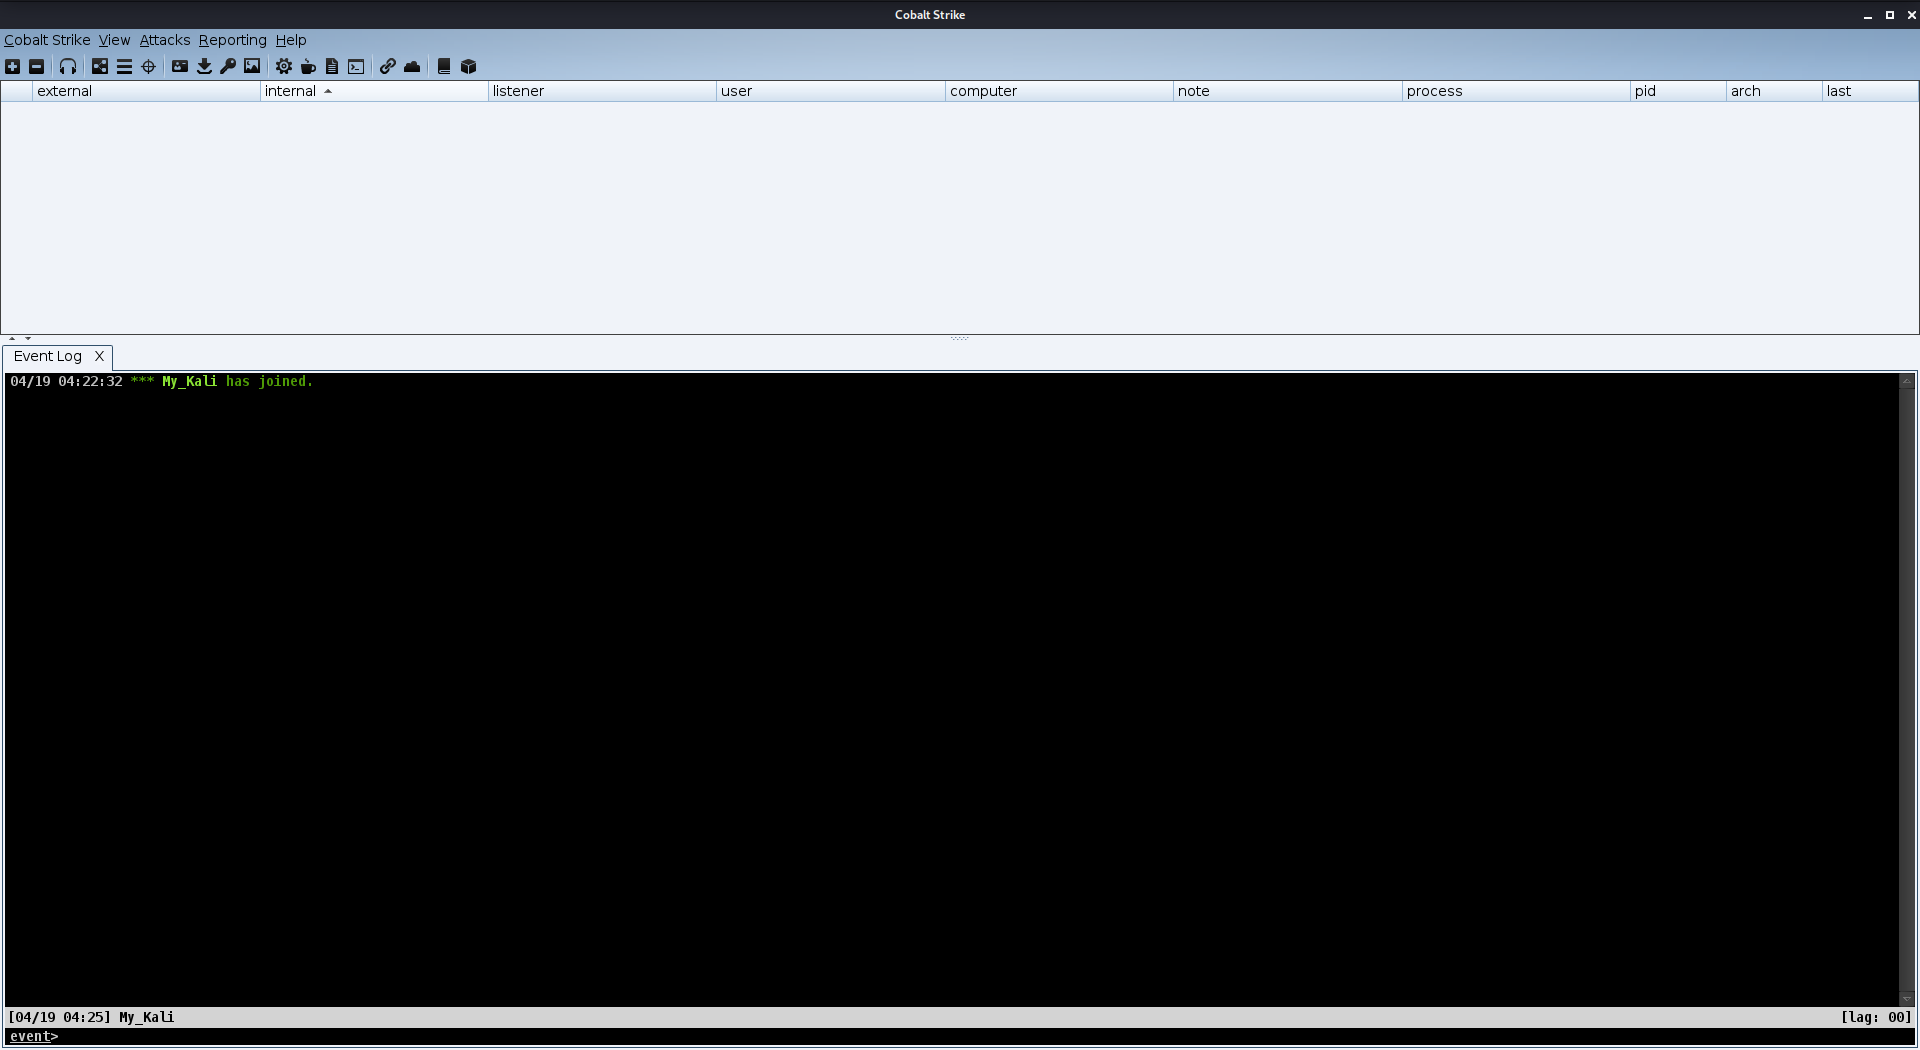 Cobalt Strike
Cobalt Strike View Attacks Reporting Help
external internal listener user computer note process pid arch last
Event Log X
04/19 04:22:32 *** My_Kali has joined.
[04/19 04:25] My_Kali [lag: 00]
event>